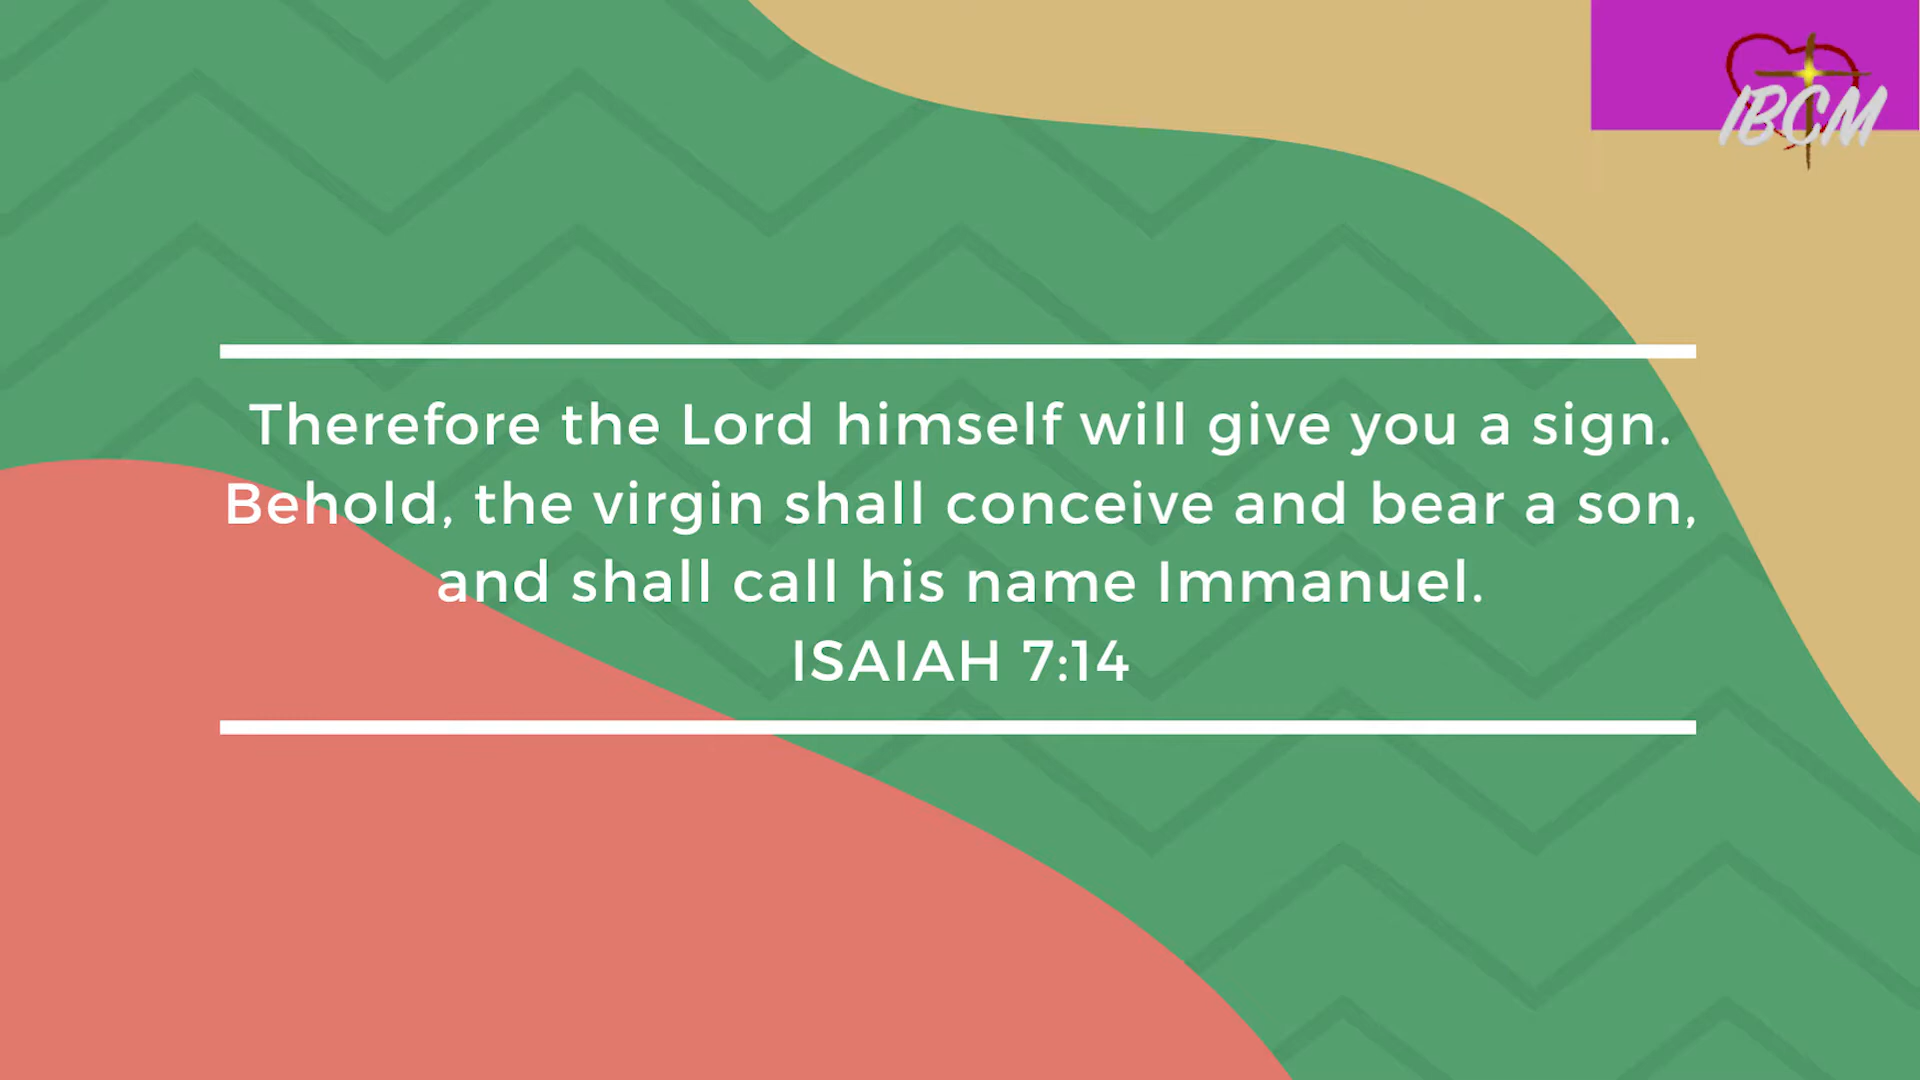 IBCM
Therefore the Lord himself will give you a sign.
Behold, the virgin shall conceive and bear a son,
and shall call his name Immanuel.
ISAIAH 7:14